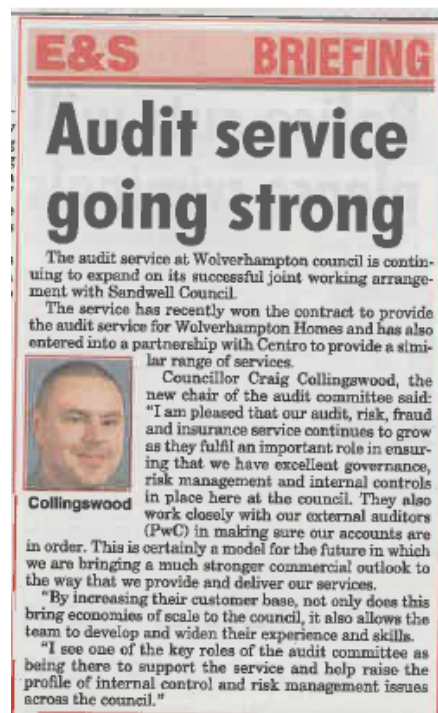 E&S BRIEFING
Audit service
going strong
The audit service at Wolverhampton council is contin-
uing to expand on its successful joint working arrange-
ment with Sandwell Council.
The service has recently won the contract to provide
the audit service for Wolverhampton Homes and has also
entered into a partnership with Centro to provide a simi-
lar range of services.
Councillor Craig Collingswood, the
new chair of the audit committee said:
"I am pleased that our audit, risk, fraud
and insurance service continues to grow
as they fulfil an important role in ensur-
ing that we have excellent governance,
risk management and internal controls
in place here at the council. They also
work closely with our external auditors
(PwC) in making sure our accounts are
in order. This is certainly a model for the future in which
we are bringing a much stronger commercial outlook to
the way that we provide and deliver our services.
"By increasing their customer base, not only does this
bring economies of scale to the council, it also allows the
team to develop and widen their experience and skills.
"I see one of the key roles of the audit committee as
being there to support the service and help raise the
profile of internal control and risk management issues
across the council."
Collingswood